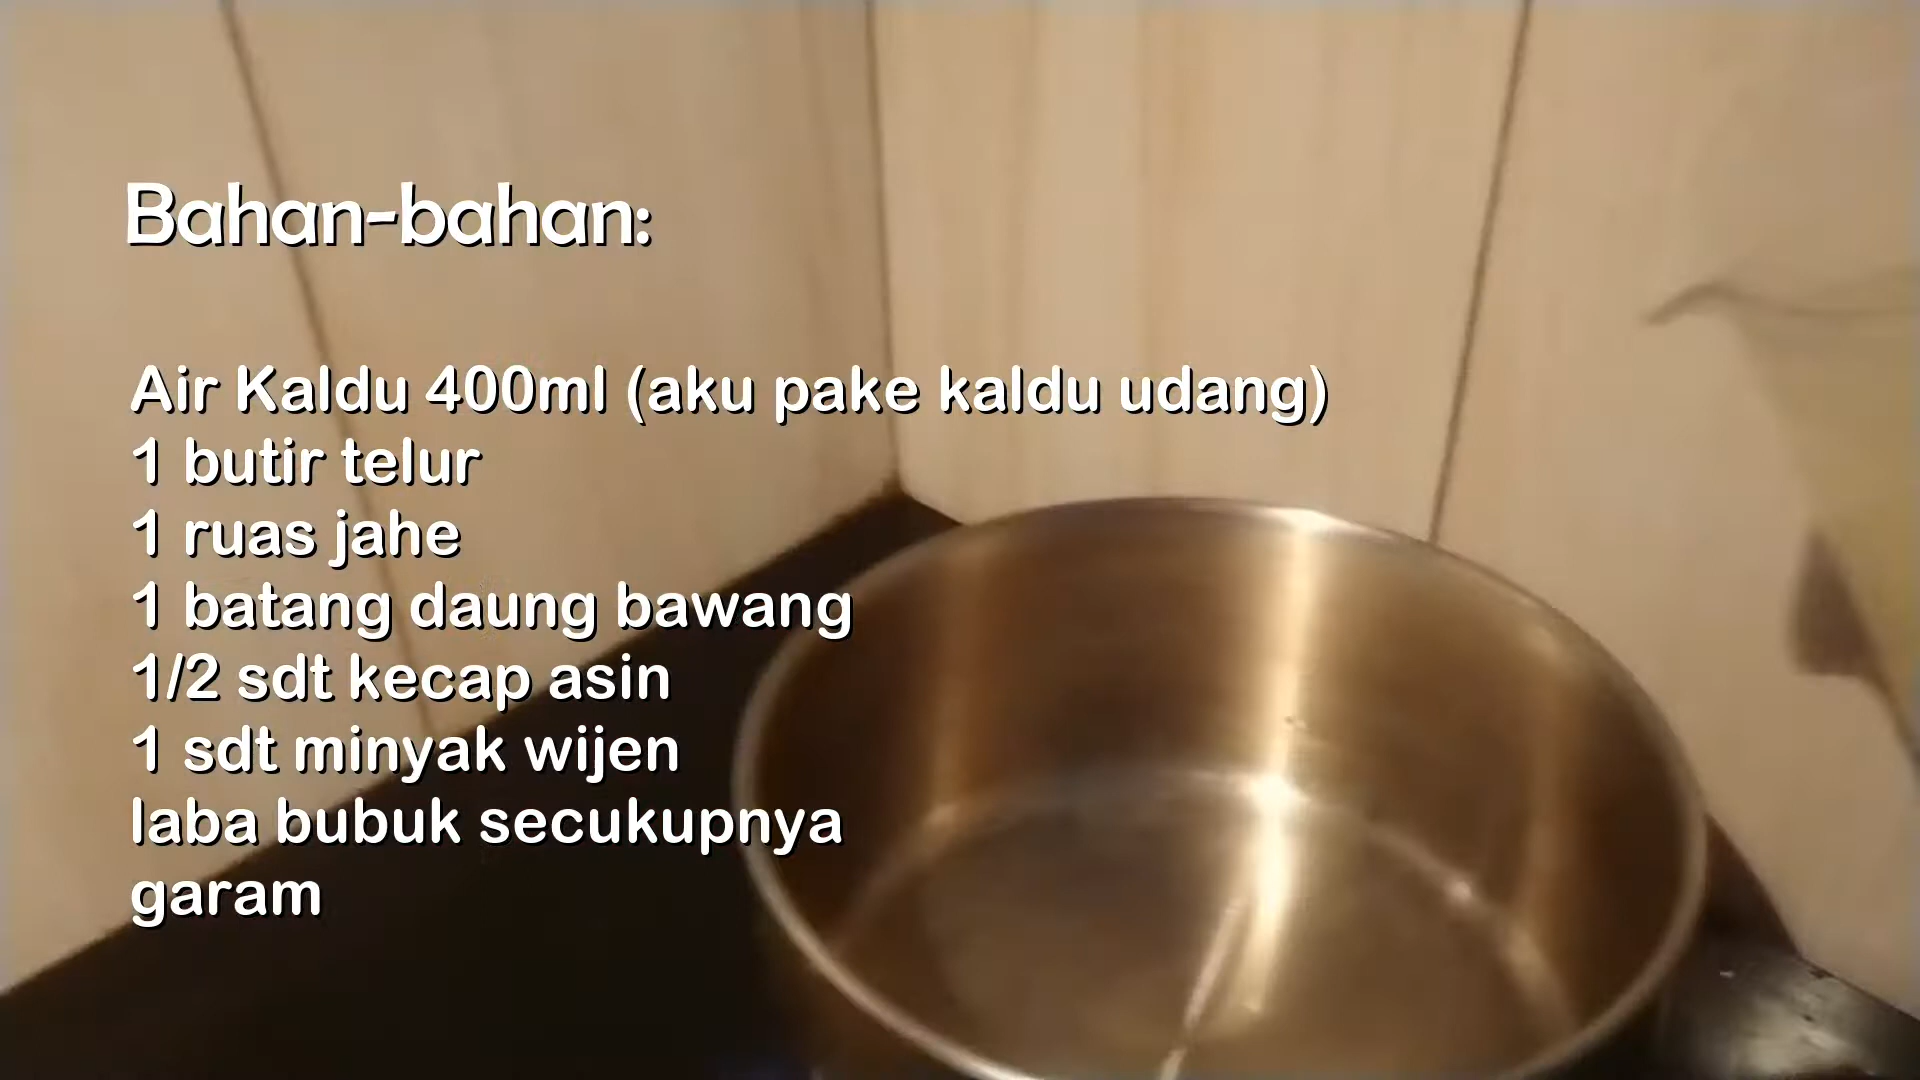 Bahan-bahan:
Air Kaldu 400ml (aku pake kaldu udang)
1 butir telur
1 ruas jahe
1 batang daung bawang
1/2 sdt kecap asin
1 sdt minyak wijen
laba bubuk secukupnya
garam